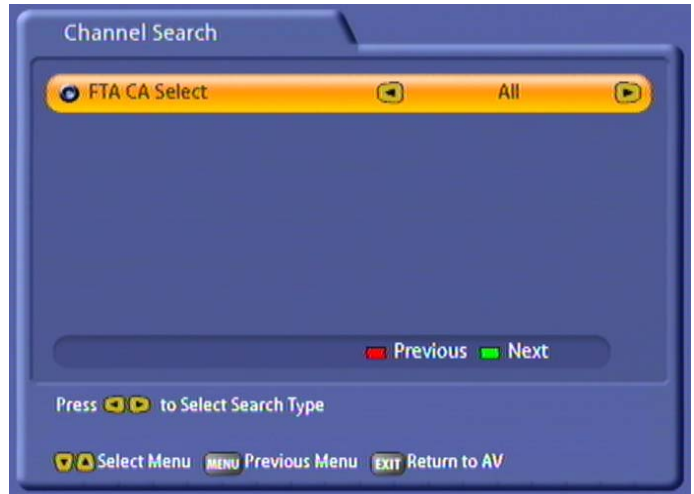 Channel Search
FTA CA Select All
Previous Next
Press to Select Search Type
Select Menu MENU Previous Menu EXIT Return to AV